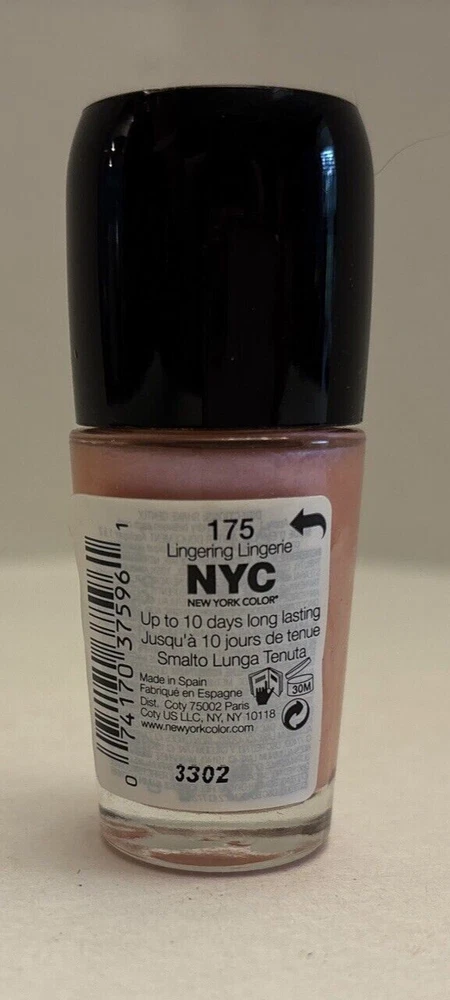 175
Lingering Lingerie
NYC
NEW YORK COLOR®
Up to 10 days long lasting
Jusqu'à 10 jours de tenue
Smalto Lunga Tenuta
Made in Spain
Fabriqué en Espagne
Dist. Coty 75002 Paris
Coty US LLC, NY, NY 10118
www.newyorkcolor.com
30M
3302
0 74170 37596 1